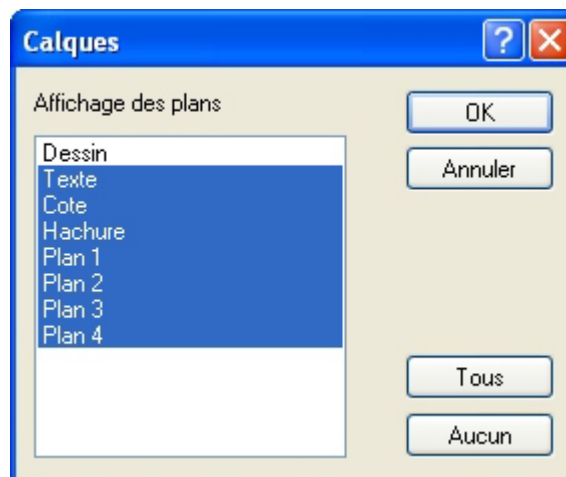 Calques
Affichage des plans
OK
Annuler
Dessin
Texte
Cote
Hachure
Plan 1
Plan 2
Plan 3
Plan 4
Tous
Aucun